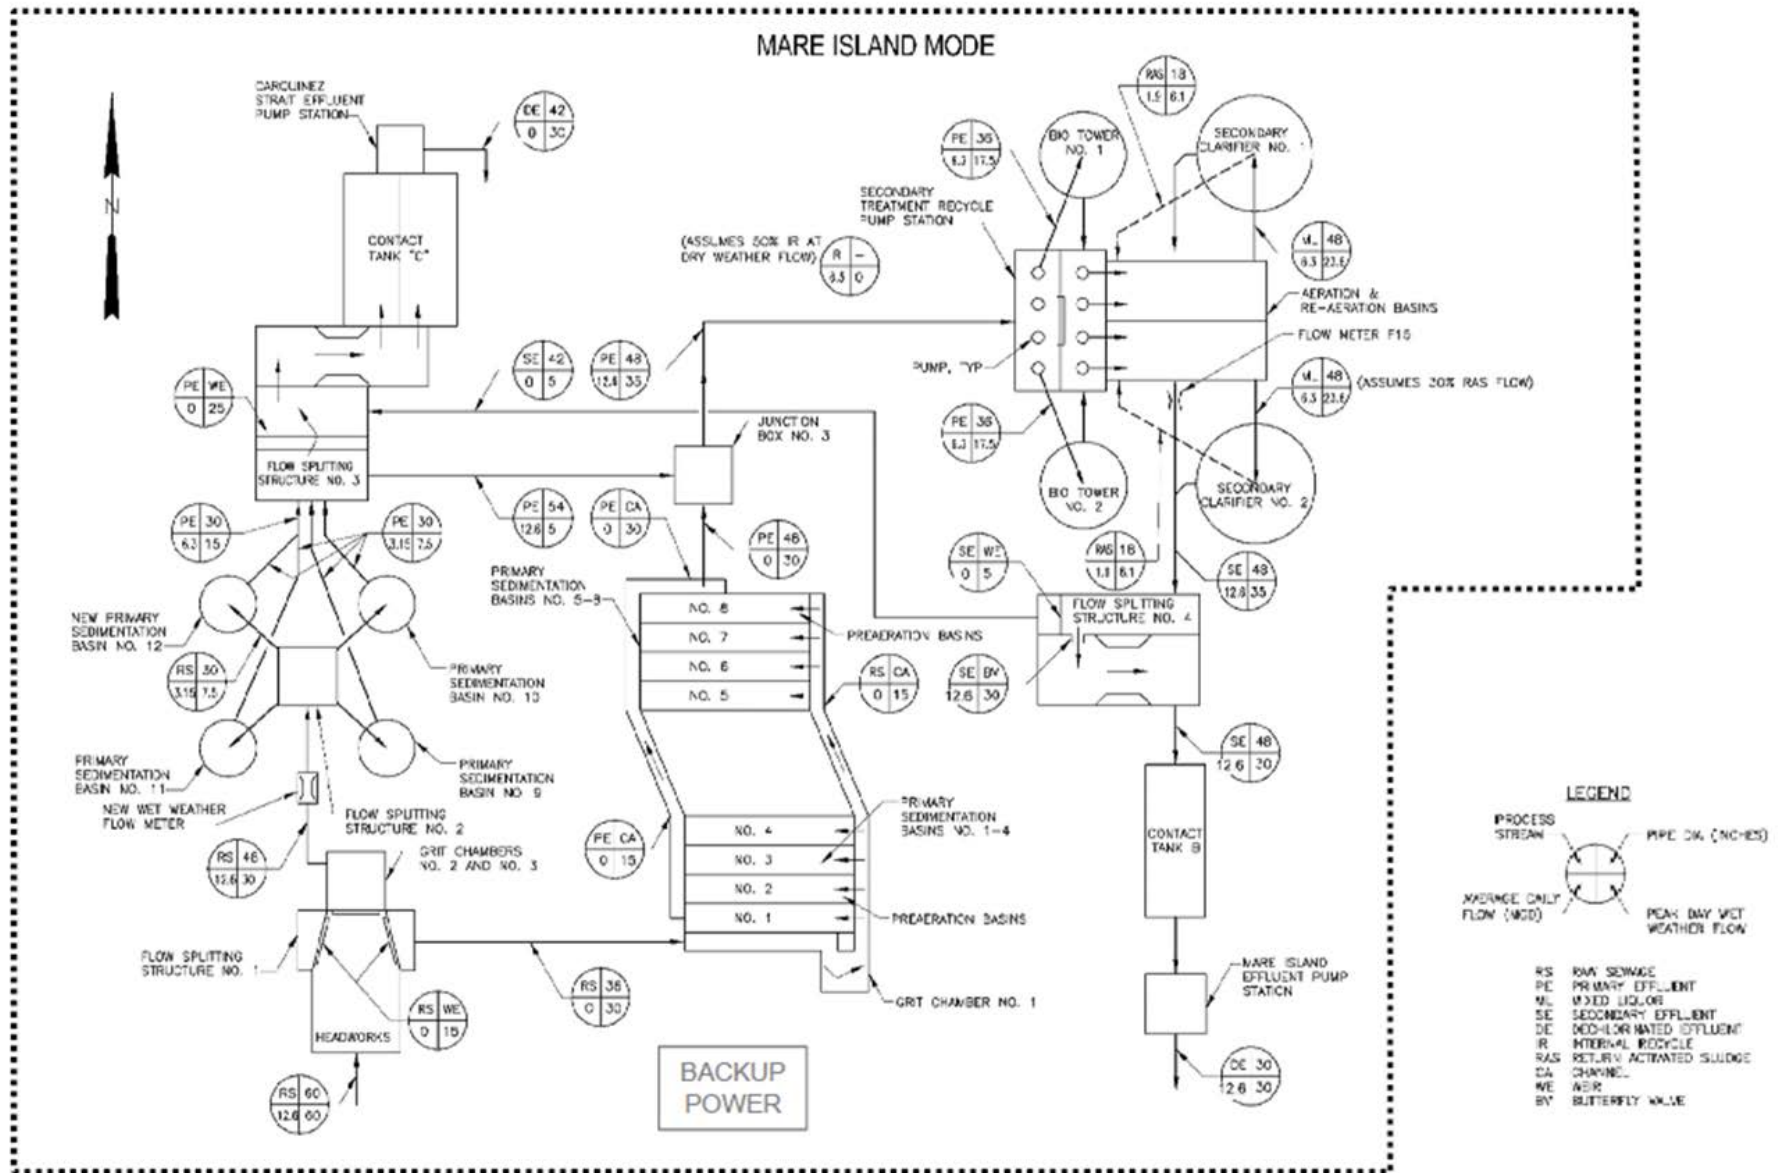 MARE ISLAND MODE
CARQUINEZ
STRAIT EFFLUENT
PUMP STATION
DE 42
0 30
N
CONTACT
TANK "C"
RAS 18
1.9 6.1
PE 36
6.3 17.5
BIO TOWER
NO. 1
SECONDARY
CLARIFIER NO. 1
SECONDARY
TREATMENT RECYCLE
PUMP STATION
(ASSUMES 50% IR AT
DRY WEATHER FLOW)
R -
6.3 0
ML 48
6.3 23.6
AERATION &
RE-AERATION BASINS
FLOW METER F15
PUMP, TYP
ML 48
6.3 23.6
(ASSUMES 30% RAS FLOW)
PE WE
0 25
SE 42
0 5
PE 48
12.6 35
JUNCTION
BOX NO. 3
PE 36
6.3 17.5
BIO TOWER
NO. 2
SECONDARY
CLARIFIER NO. 2
FLOW SPLITTING
STRUCTURE NO. 3
PE 30
6.3 15
PE 30
3.15 7.5
PE 54
12.6 5
PE CA
0 30
PE 48
0 30
SE WE
0 5
RAS 18
6.1
SE 48
12.6 35
PRIMARY
SEDIMENTATION
BASINS NO. 5-8
NO. 8
NO. 7
NO. 6
NO. 5
PREAERATION BASINS
FLOW SPLITTING
STRUCTURE NO. 4
NEW PRIMARY
SEDIMENTATION
BASIN NO. 12
RS 30
3.15 7.5
PRIMARY
SEDIMENTATION
BASIN NO. 10
RS CA
0 15
SE BV
12.6 30
PRIMARY
SEDIMENTATION
BASIN NO. 11
PRIMARY
SEDIMENTATION
BASIN NO 9
SE 48
12.6 30
NEW WET WEATHER
FLOW METER
FLOW SPLITTING
STRUCTURE NO. 2
RS 48
12.6 30
GRIT CHAMBERS
NO. 2 AND NO. 3
PE CA
0 15
NO. 4
NO. 3
NO. 2
NO. 1
PRIMARY
SEDIMENTATION
BASINS NO. 1-4
PREAERATION BASINS
CONTACT
TANK B
FLOW SPLITTING
STRUCTURE NO. 1
RS 36
0 30
GRIT CHAMBER NO. 1
MARE ISLAND
EFFLUENT PUMP
STATION
HEADWORKS
RS WE
0 15
RS 60
12.6 60
BACKUP
POWER
DE 30
12.6 30
LEGEND
PROCESS
STREAM
PIPE DIA. (INCHES)
AVERAGE DAILY
FLOW (MGD)
PEAK DAY WET
WEATHER FLOW
RS RAW SEWAGE
PE PRIMARY EFFLUENT
ML MIXED LIQUOR
SE SECONDARY EFFLUENT
DE DECHLORINATED EFFLUENT
IR INTERNAL RECYCLE
RAS RETURN ACTIVATED SLUDGE
CA CHANNEL
WE WEIR
BV BUTTERFLY VALVE